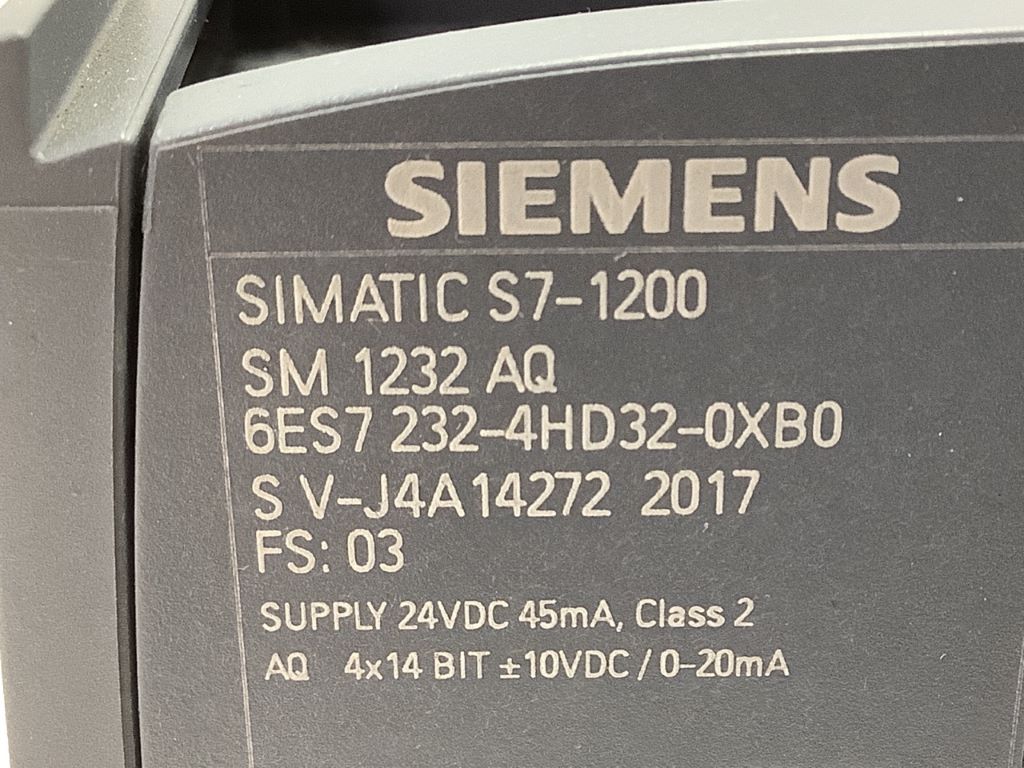 SIEMENS
SIMATIC S7-1200
SM 1232 AQ
6ES7 232-4HD32-0XB0
S V-J4A14272 2017
FS: 03
SUPPLY 24VDC 45mA, Class 2
AQ 4x14 BIT ±10VDC / 0-20mA